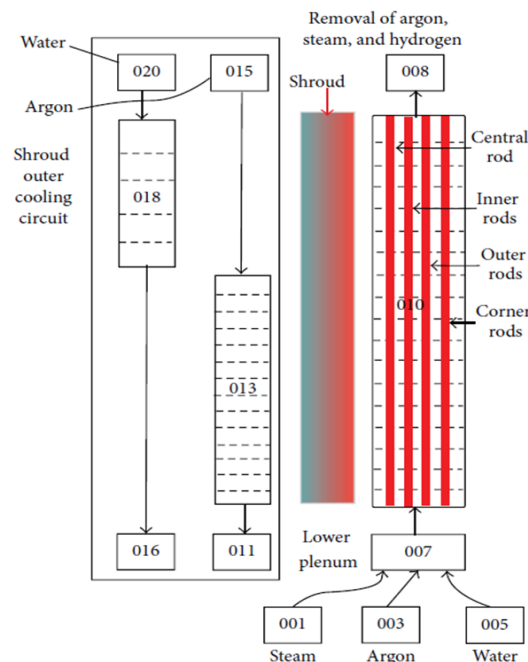 Removal of argon,
steam, and hydrogen
Water
020
015
008
Argon
Shroud
Shroud
outer
cooling
circuit
018
Central
rod
Inner
rods
Outer
rods
010
Corner
rods
013
016
011
Lower
plenum
007
001
003
005
Steam
Argon
Water